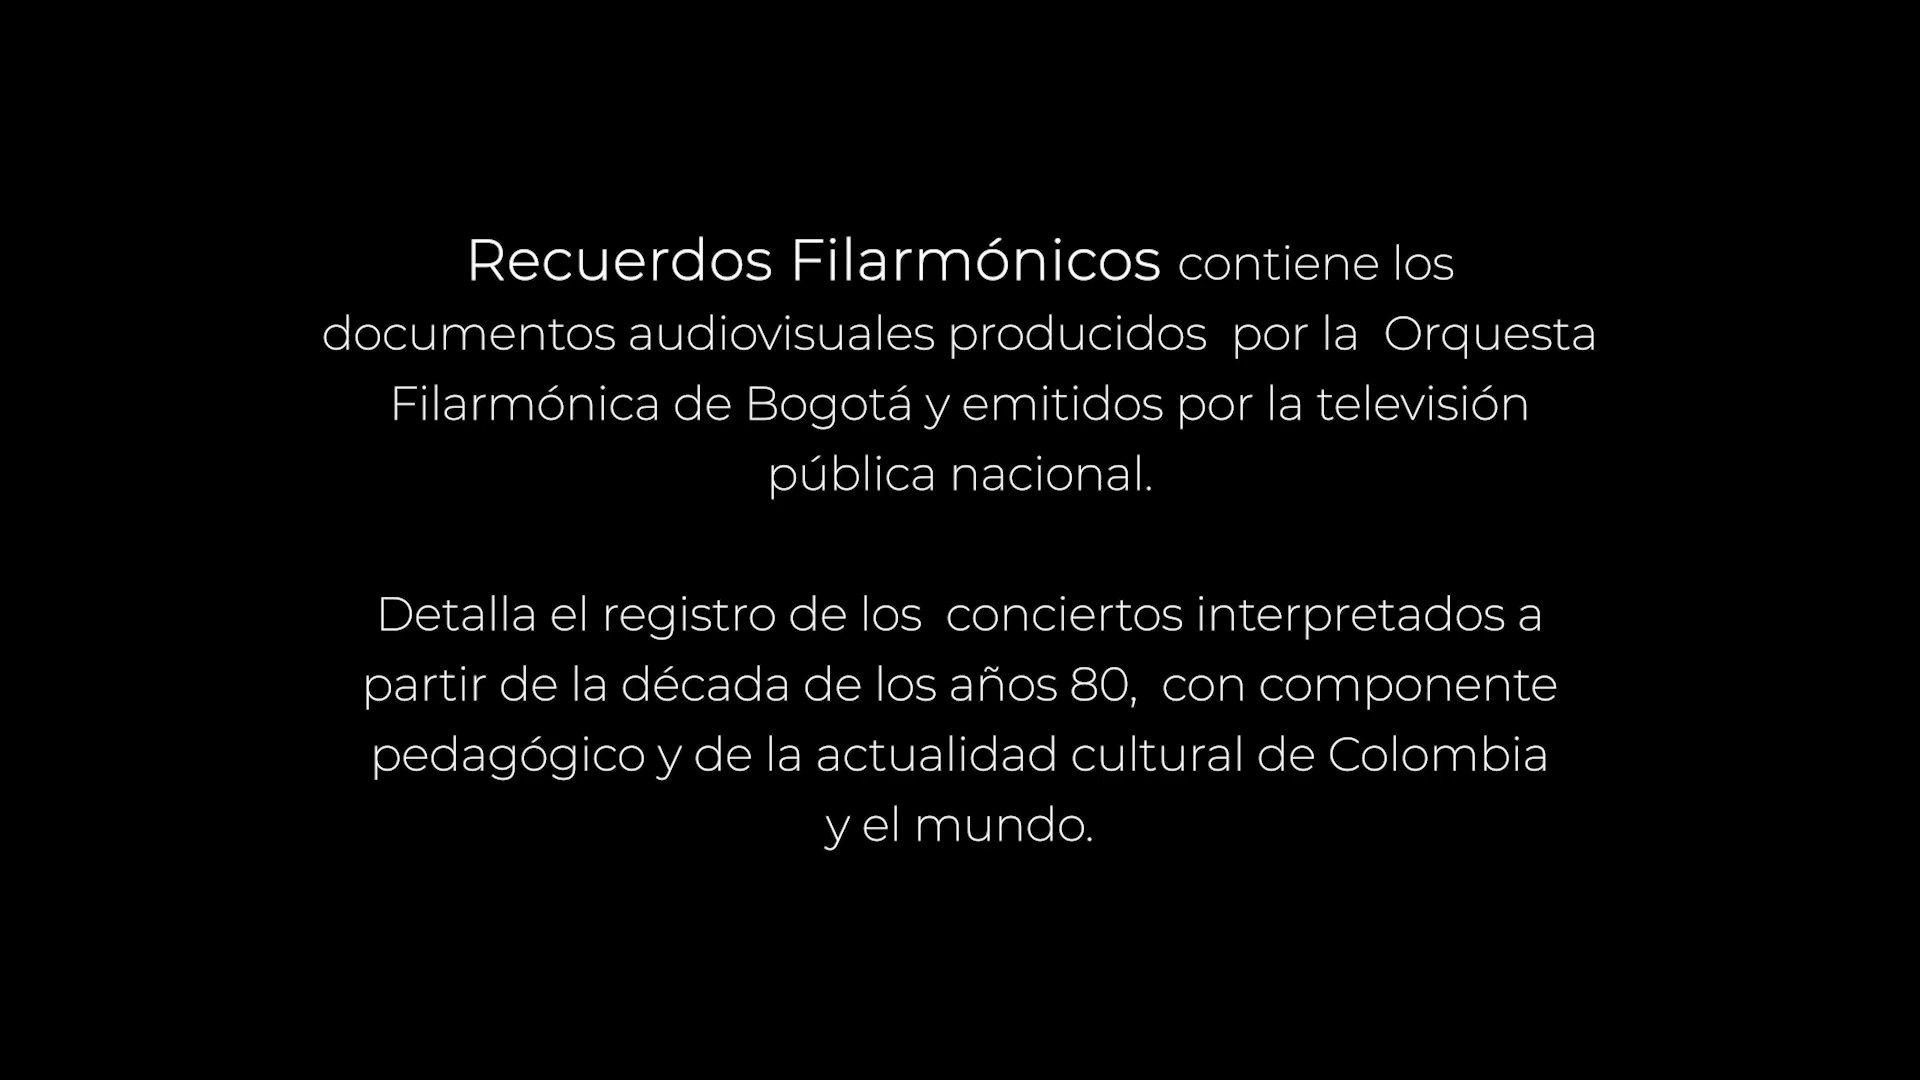 Recuerdos Filarmónicos contiene los
documentos audiovisuales producidos por la Orquesta
Filarmónica de Bogotá y emitidos por la televisión
pública nacional.
Detalla el registro de los conciertos interpretados a
partir de la década de los años 80, con componente
pedagógico y de la actualidad cultural de Colombia
y el mundo.